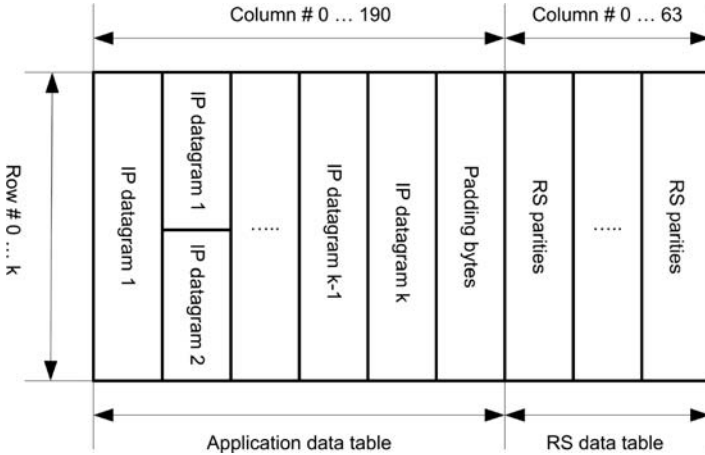 Column # 0 … 190
Column # 0 … 63
Row # 0 … k
IP datagram 1
IP datagram 1
IP datagram 2
.....
IP datagram k-1
IP datagram k
Padding bytes
RS parities
.....
RS parities
Application data table
RS data table